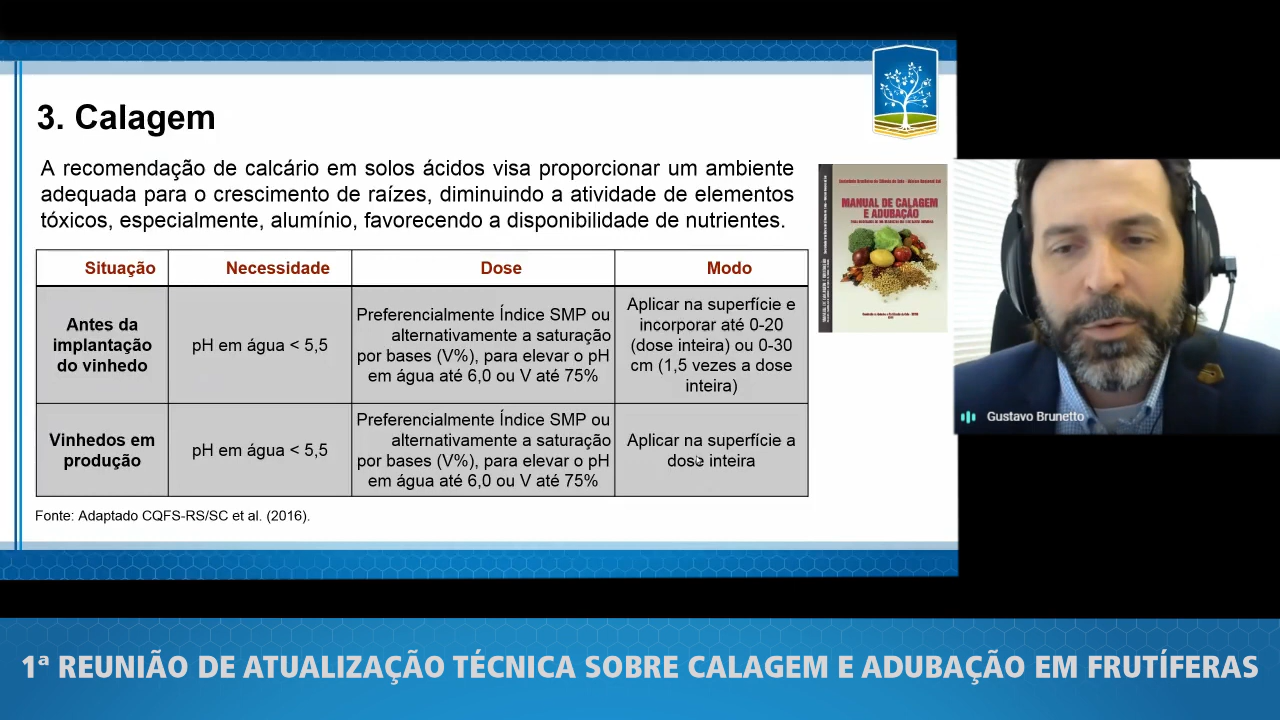 3. Calagem
A recomendação de calcário em solos ácidos visa proporcionar um ambiente
adequada para o crescimento de raízes, diminuindo a atividade de elementos
tóxicos, especialmente, alumínio, favorecendo a disponibilidade de nutrientes.
Situação Necessidade Dose Modo
Antes da
implantação
do vinhedo
pH em água < 5,5
Preferencialmente Índice SMP ou
alternativamente a saturação
por bases (V%), para elevar o pH
em água até 6,0 ou V até 75%
Aplicar na superfície e
incorporar até 0-20
(dose inteira) ou 0-30
cm (1,5 vezes a dose
inteira)
Vinhedos em
produção
pH em água < 5,5
Preferencialmente Índice SMP ou
alternativamente a saturação
por bases (V%), para elevar o pH
em água até 6,0 ou V até 75%
Aplicar na superfície a
dose inteira
Fonte: Adaptado CQFS-RS/SC et al. (2016).
MANUAL DE CALAGEM
E ADUBAÇÃO
Gustavo Brunetto
1ª REUNIÃO DE ATUALIZAÇÃO TÉCNICA SOBRE CALAGEM E ADUBAÇÃO EM FRUTÍFERAS